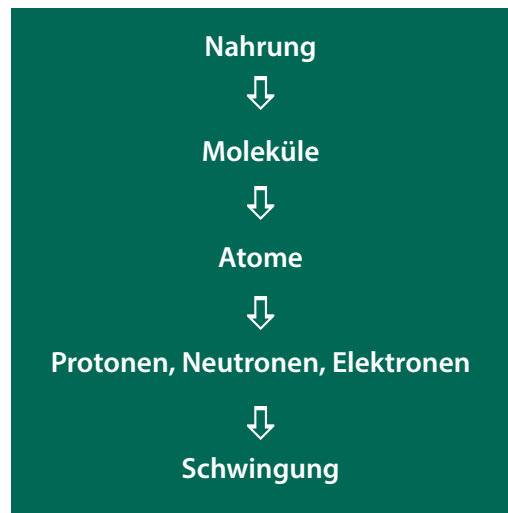 Nahrung
Moleküle
Atome
Protonen, Neutronen, Elektronen
Schwingung